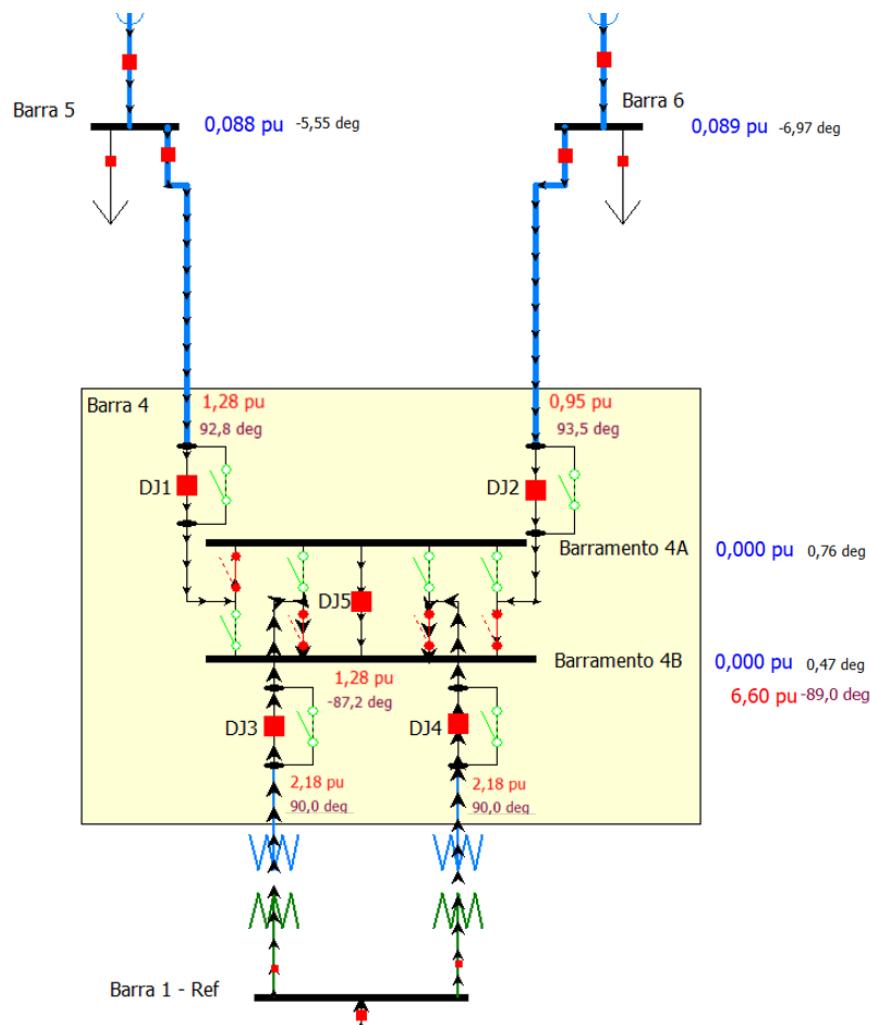 Barra 5
0,088 pu -5,55 deg
Barra 6
0,089 pu -6,97 deg
Barra 4
1,28 pu
92,8 deg
0,95 pu
93,5 deg
DJ1
DJ2
Barramento 4A
0,000 pu 0,76 deg
DJ5
Barramento 4B
0,000 pu 0,47 deg
1,28 pu
-87,2 deg
6,60 pu -89,0 deg
DJ3
DJ4
2,18 pu
90,0 deg
2,18 pu
90,0 deg
Barra 1 - Ref